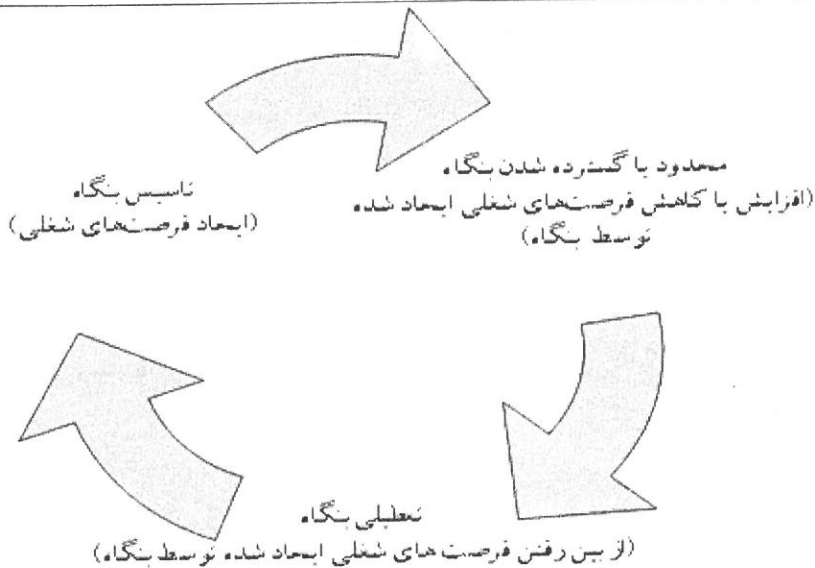 محدود یا گسترده شدن بنگاه
(افزایش یا کاهش فرصت‌های شغلی ایجاد شده
توسط بنگاه)
تاسیس بنگاه
(ایجاد فرصت‌های شغلی)
تعطیلی بنگاه
(از بین رفتن فرصت های شغلی ایجاد شده توسط بنگاه)